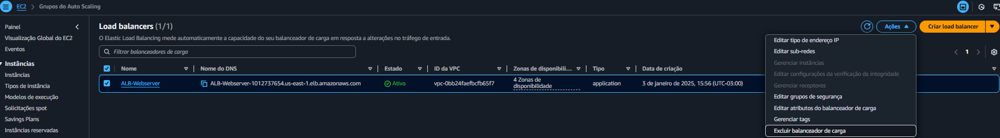 EC2 > Grupos do Auto Scaling
Painel
Visualização Global do EC2
Eventos
Instâncias
Instâncias
Tipos de instância
Modelos de execução
Solicitações spot
Savings Plans
Instâncias reservadas
Load balancers (1/1)
Ações
Criar load balancer
O Elastic Load Balancing mede automaticamente a capacidade do seu balanceador de carga em resposta a alterações no tráfego de entrada.
Filtrar balanceadores de carga
1
Nome
Nome do DNS
Estado
ID da VPC
Zonas de disponibili...
Tipo
Data de criação
ALB-Webserver
ALB-Webserver-1012737654.us-east-1.elb.amazonaws.com
Ativo
vpc-0bb24faefbcfb65f7
4 Zonas de
disponibilidade
application
3 de janeiro de 2025, 15:56 (UTC-03:00)
Editar tipo de endereço IP
Editar sub-redes
Gerenciar instâncias
Editar configurações da verificação de integridade
Gerenciar receptores
Editar grupos de segurança
Editar atributos do balanceador de carga
Gerenciar tags
Excluir balanceador de carga